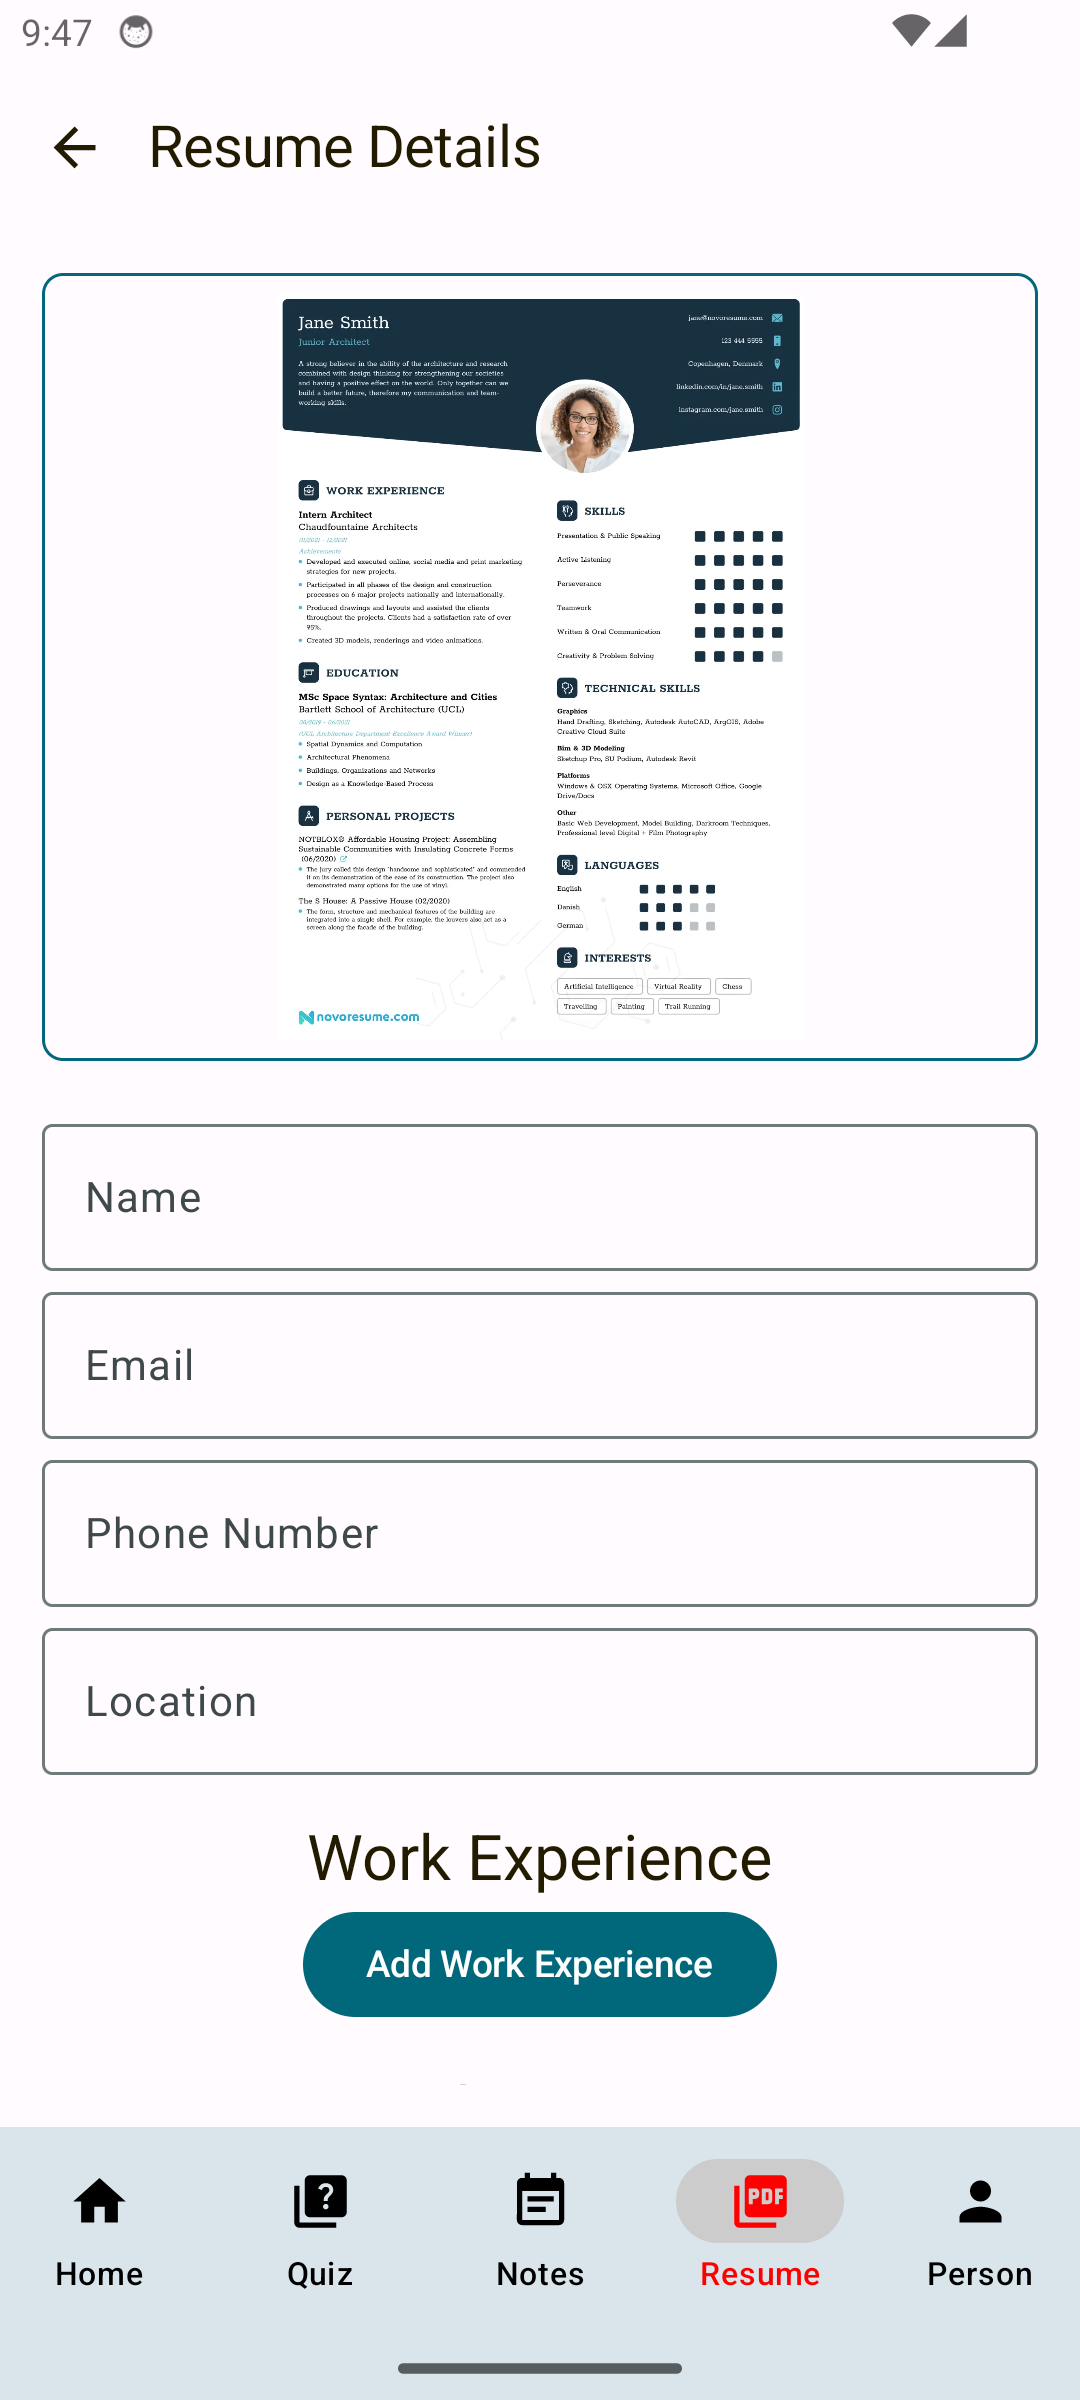 9:47
Resume Details
Jane Smith
Junior Architect
A strong believer in the ability of the architecture and research
combined with design thinking for strengthening our societies
and having a positive effect on the world. Only together can we
build a better future, therefore my communication and team-
working skills.
jane@novoresume.com
123 444 5555
Copenhagen, Denmark
linkedin.com/in/jane.smith
instagram.com/jane.smith
WORK EXPERIENCE
Intern Architect
Chaudfountaine Architects
01/2021 - 12/2021
Achievements
Developed and executed online, social media and print marketing
strategies for new projects.
Participated in all phases of the design and construction
processes on 6 major projects nationally and internationally.
Produced drawings and layouts and assisted the clients
throughout the projects. Clients had a satisfaction rate of over
95%.
Created 3D models, renderings and video animations.
EDUCATION
MSc Space Syntax: Architecture and Cities
Bartlett School of Architecture (UCL)
08/2019 - 06/2021
(UCL Architecture Department Excellence Award Winner)
Spatial Dynamics and Computation
Architectural Phenomena
Buildings, Organizations and Networks
Design as a Knowledge-Based Process
PERSONAL PROJECTS
NOTBLOX® Affordable Housing Project: Assembling
Sustainable Communities with Insulating Concrete Forms
(06/2020)
The jury called this design "handsome and sophisticated" and commended
it on its demonstration of the ease of its construction. The project also
demonstrated many options for the use of vinyl.
The S House: A Passive House (02/2020)
The form, structure and mechanical features of the building are
integrated into a single shell. For example, the louvers also act as a
screen along the facade of the building.
novoresume.com
SKILLS
Presentation & Public Speaking
Active Listening
Perseverance
Teamwork
Written & Oral Communication
Creativity & Problem Solving
TECHNICAL SKILLS
Graphics
Hand Drafting, Sketching, Autodesk AutoCAD, ArgGIS, Adobe
Creative Cloud Suite
Bim & 3D Modeling
Sketchup Pro, SU Podium, Autodesk Revit
Platforms
Windows & OSX Operating Systems, Microsoft Office, Google
Drive/Docs
Other
Basic Web Development, Model Building, Darkroom Techniques,
Professional level Digital + Film Photography
LANGUAGES
English
Danish
German
INTERESTS
Artificial Intelligence Virtual Reality Chess
Travelling Painting Trail Running
Name
Email
Phone Number
Location
Work Experience
Add Work Experience
PDF
Home Quiz Notes Resume Person